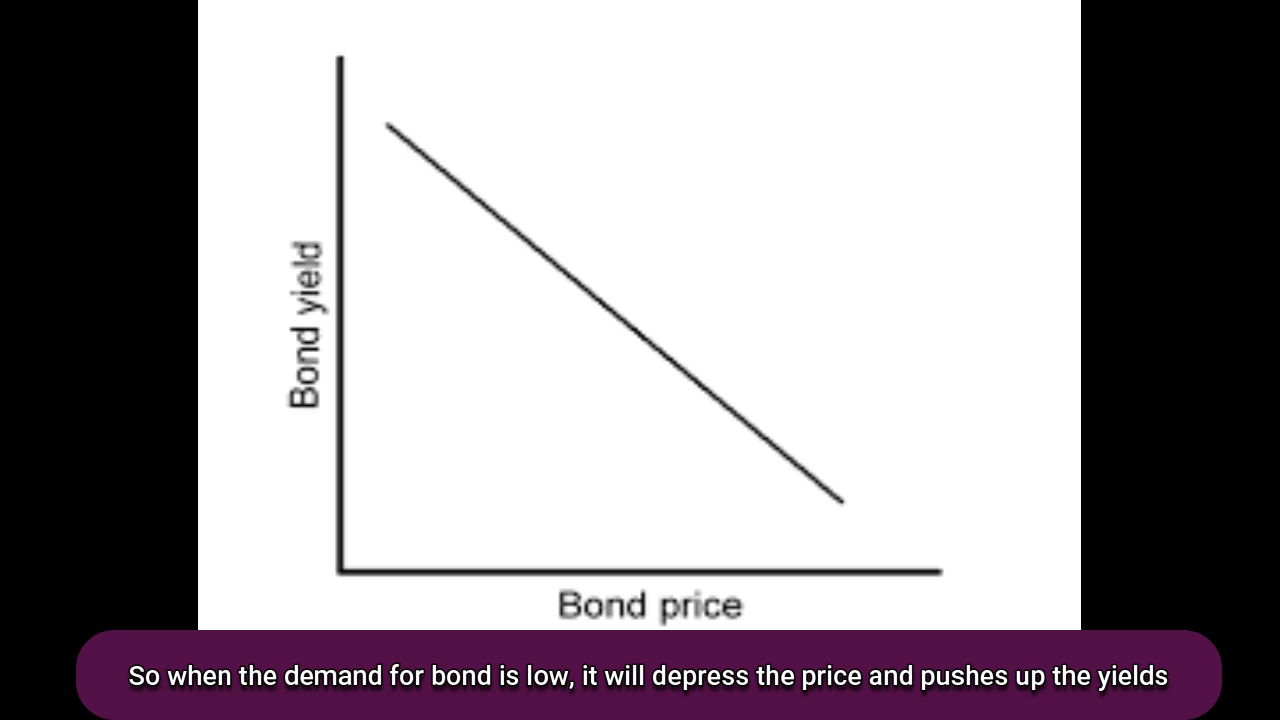 Bond yield
Bond price
So when the demand for bond is low, it will depress the price and pushes up the yields